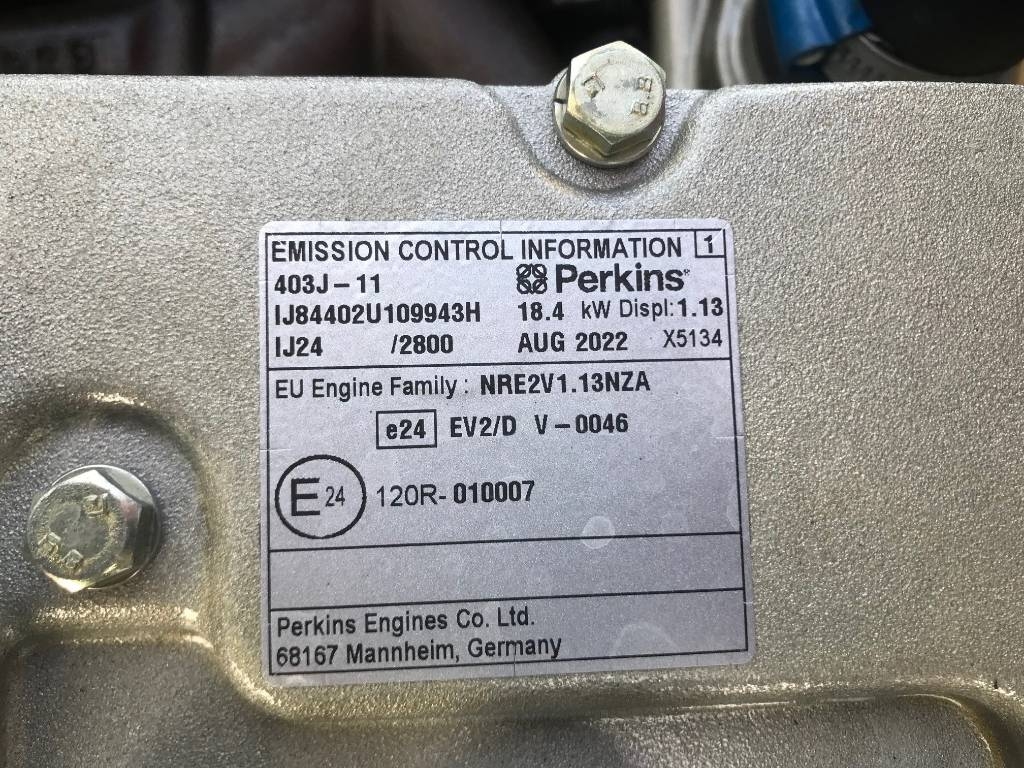 EMISSION CONTROL INFORMATION 1
403J-11 Perkins®
IJ84402U109943H 18.4 kW Displ: 1.13
IJ24 /2800 AUG 2022 X5134
EU Engine Family : NRE2V1.13NZA
e24 EV2/D V-0046
E 24 120R- 010007
Perkins Engines Co. Ltd.
68167 Mannheim, Germany